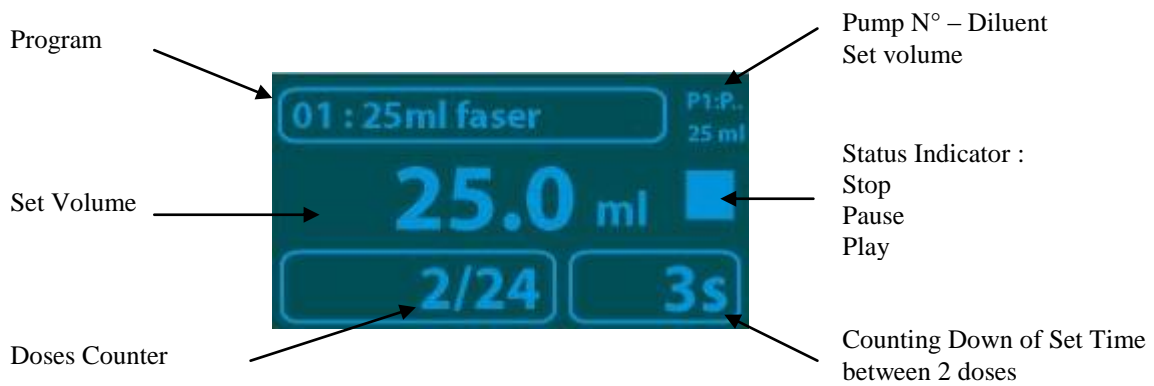 Program
Pump N° – Diluent
Set volume
01 : 25ml faser
P1:P..
25 ml
Set Volume
25.0 ml
Status Indicator :
Stop
Pause
Play
2/24
3s
Doses Counter
Counting Down of Set Time
between 2 doses